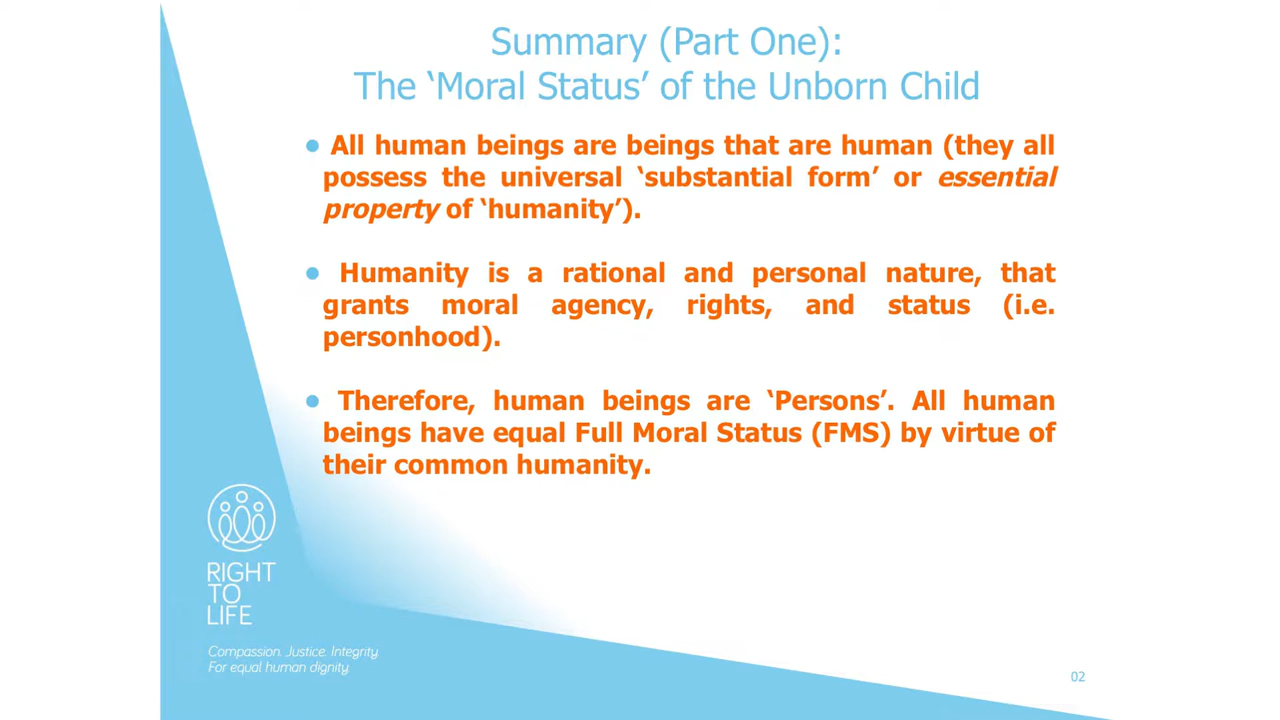 Summary (Part One):
The ‘Moral Status’ of the Unborn Child
● All human beings are beings that are human (they all
possess the universal ‘substantial form’ or essential
property of ‘humanity’).
● Humanity is a rational and personal nature, that
grants moral agency, rights, and status (i.e.
personhood).
● Therefore, human beings are ‘Persons’. All human
beings have equal Full Moral Status (FMS) by virtue of
their common humanity.
RIGHT
TO
LIFE
Compassion. Justice. Integrity.
For equal human dignity
02